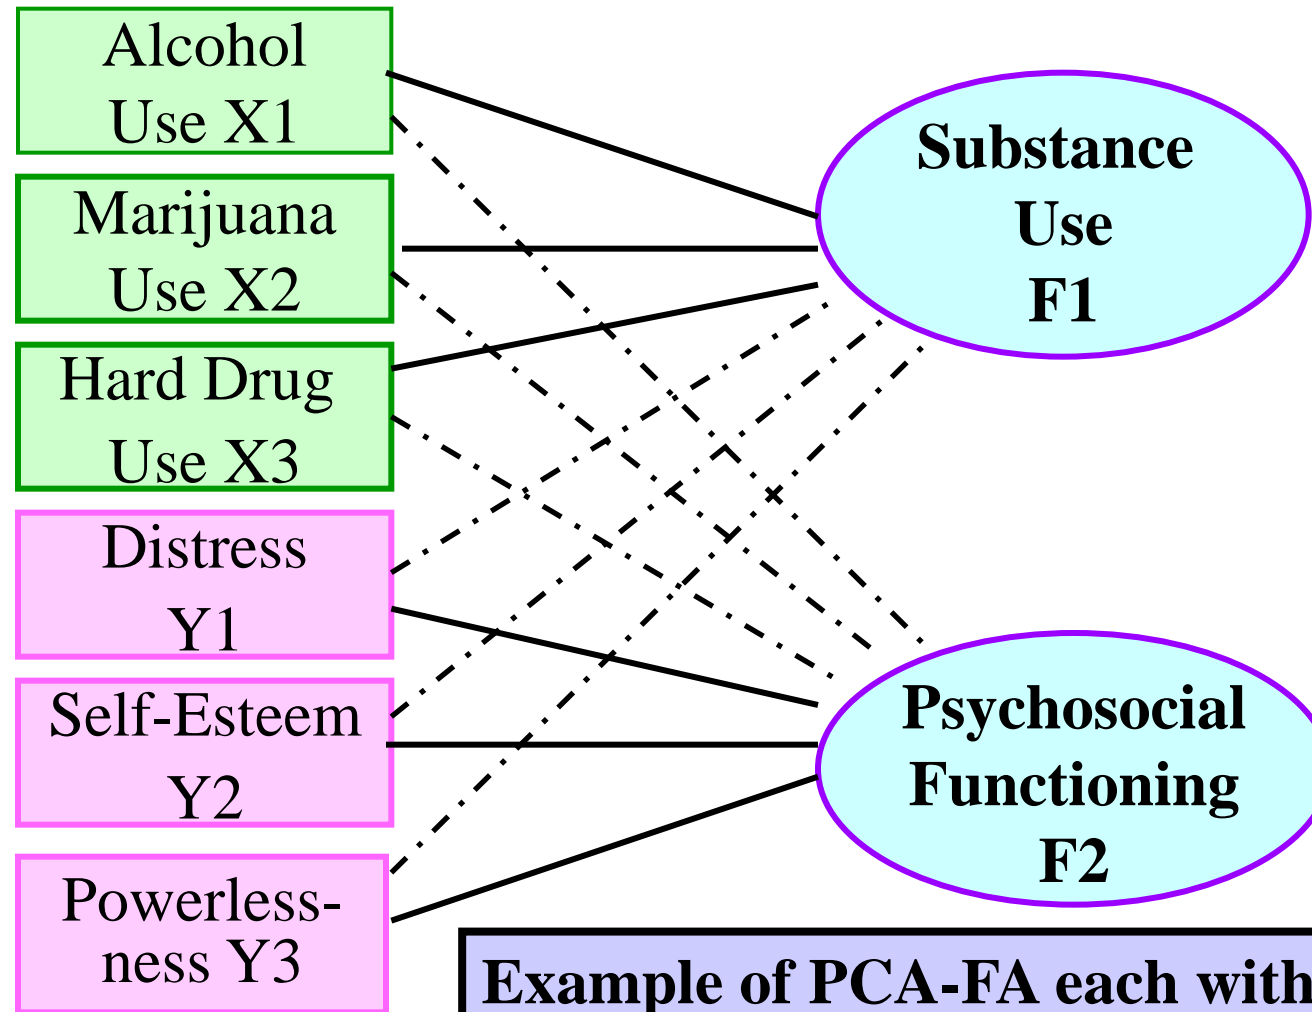 Alcohol
Use X1
Marijuana
Use X2
Hard Drug
Use X3
Distress
Y1
Self-Esteem
Y2
Powerless-
ness Y3
Substance
Use
F1
Psychosocial
Functioning
F2
Example of PCA-FA each with